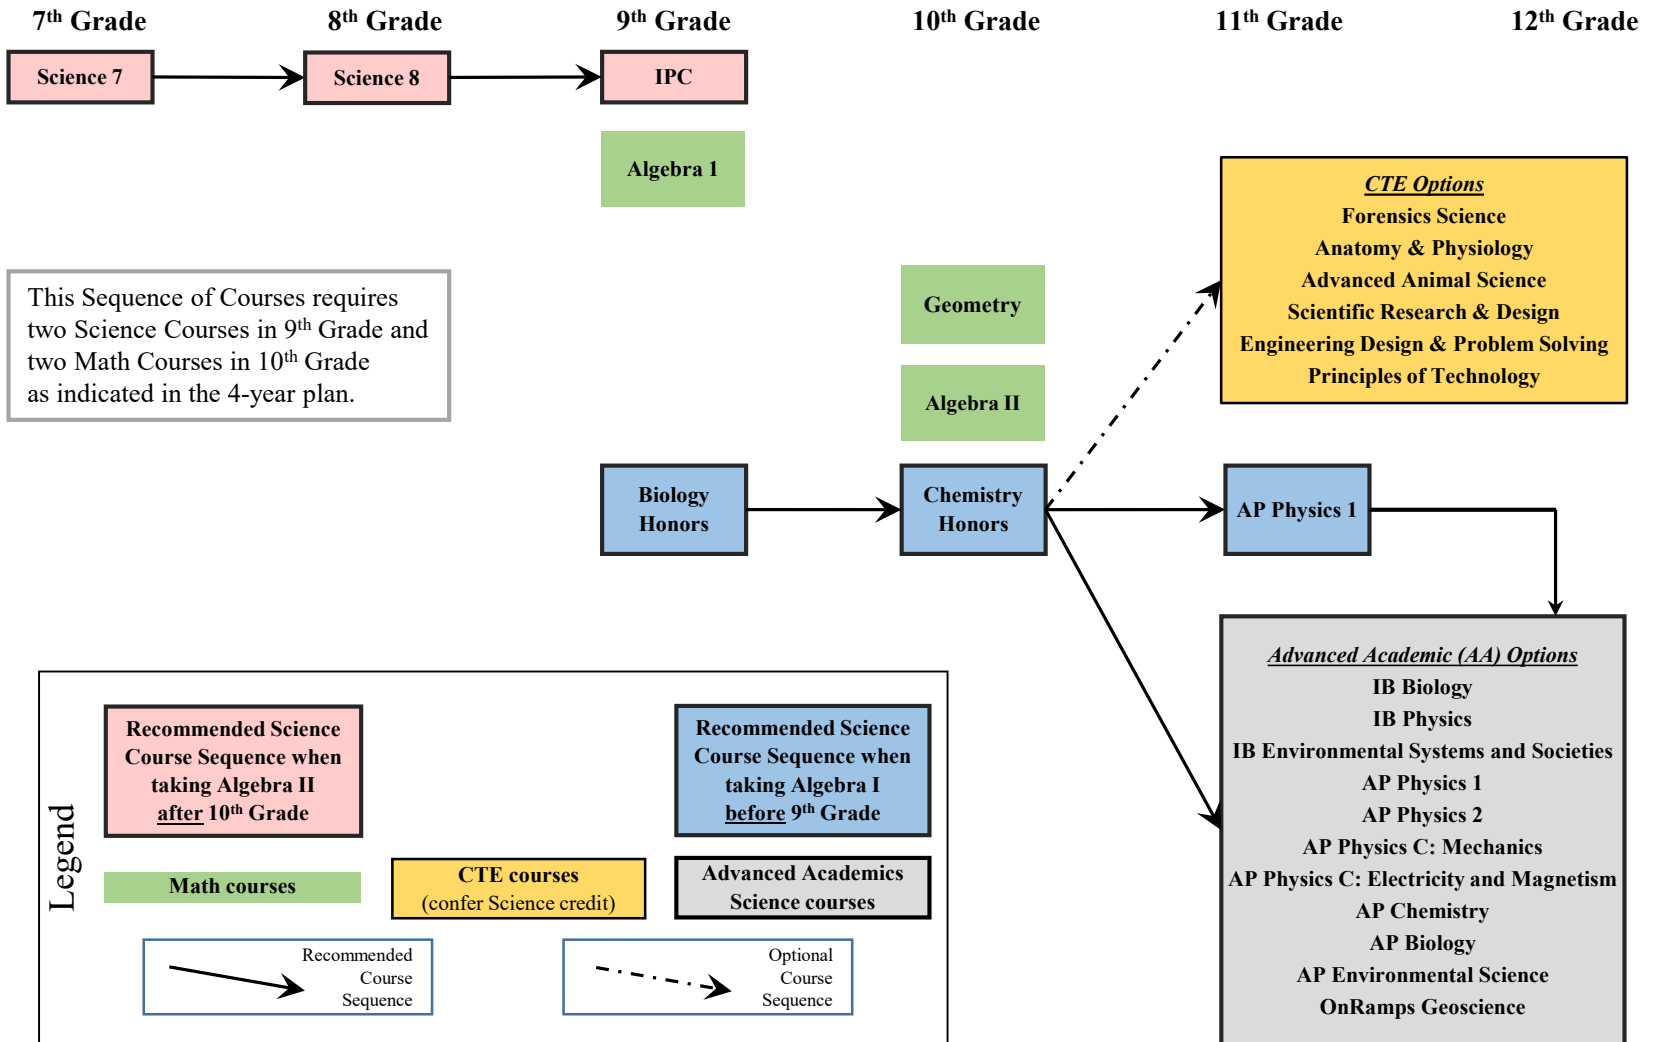 7th Grade
8th Grade
9th Grade
10th Grade
11th Grade
12th Grade
Science 7
Science 8
IPC
Algebra 1
CTE Options
Forensics Science
Anatomy & Physiology
Advanced Animal Science
Scientific Research & Design
Engineering Design & Problem Solving
Principles of Technology
This Sequence of Courses requires
two Science Courses in 9th Grade and
two Math Courses in 10th Grade
as indicated in the 4-year plan.
Geometry
Algebra II
Biology
Honors
Chemistry
Honors
AP Physics 1
Advanced Academic (AA) Options
IB Biology
IB Physics
IB Environmental Systems and Societies
AP Physics 1
AP Physics 2
AP Physics C: Mechanics
AP Physics C: Electricity and Magnetism
AP Chemistry
AP Biology
AP Environmental Science
OnRamps Geoscience
Legend
Recommended Science
Course Sequence when
taking Algebra II
after 10th Grade
Recommended Science
Course Sequence when
taking Algebra I
before 9th Grade
Math courses
CTE courses
(confer Science credit)
Advanced Academics
Science courses
Recommended
Course
Sequence
Optional
Course
Sequence